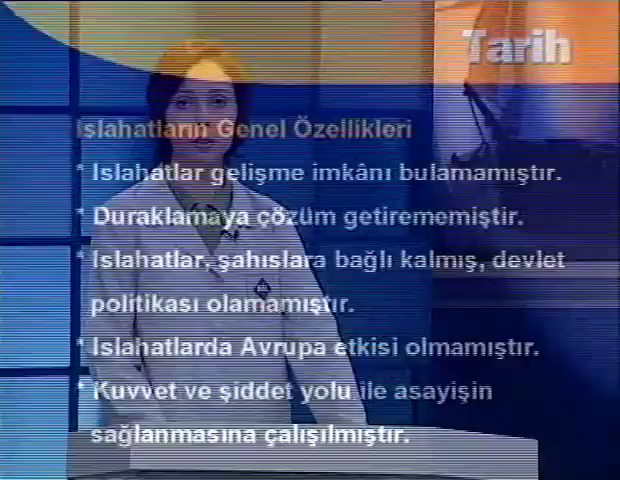 Tarih
Islahatların Genel Özellikleri
* Islahatlar gelişme imkânı bulamamıştır.
* Duraklamaya çözüm getirememiştir.
* Islahatlar, şahıslara bağlı kalmış, devlet
politikası olamamıştır.
* Islahatlarda Avrupa etkisi olmamıştır.
* Kuvvet ve şiddet yolu ile asayişin
sağlanmasına çalışılmıştır.